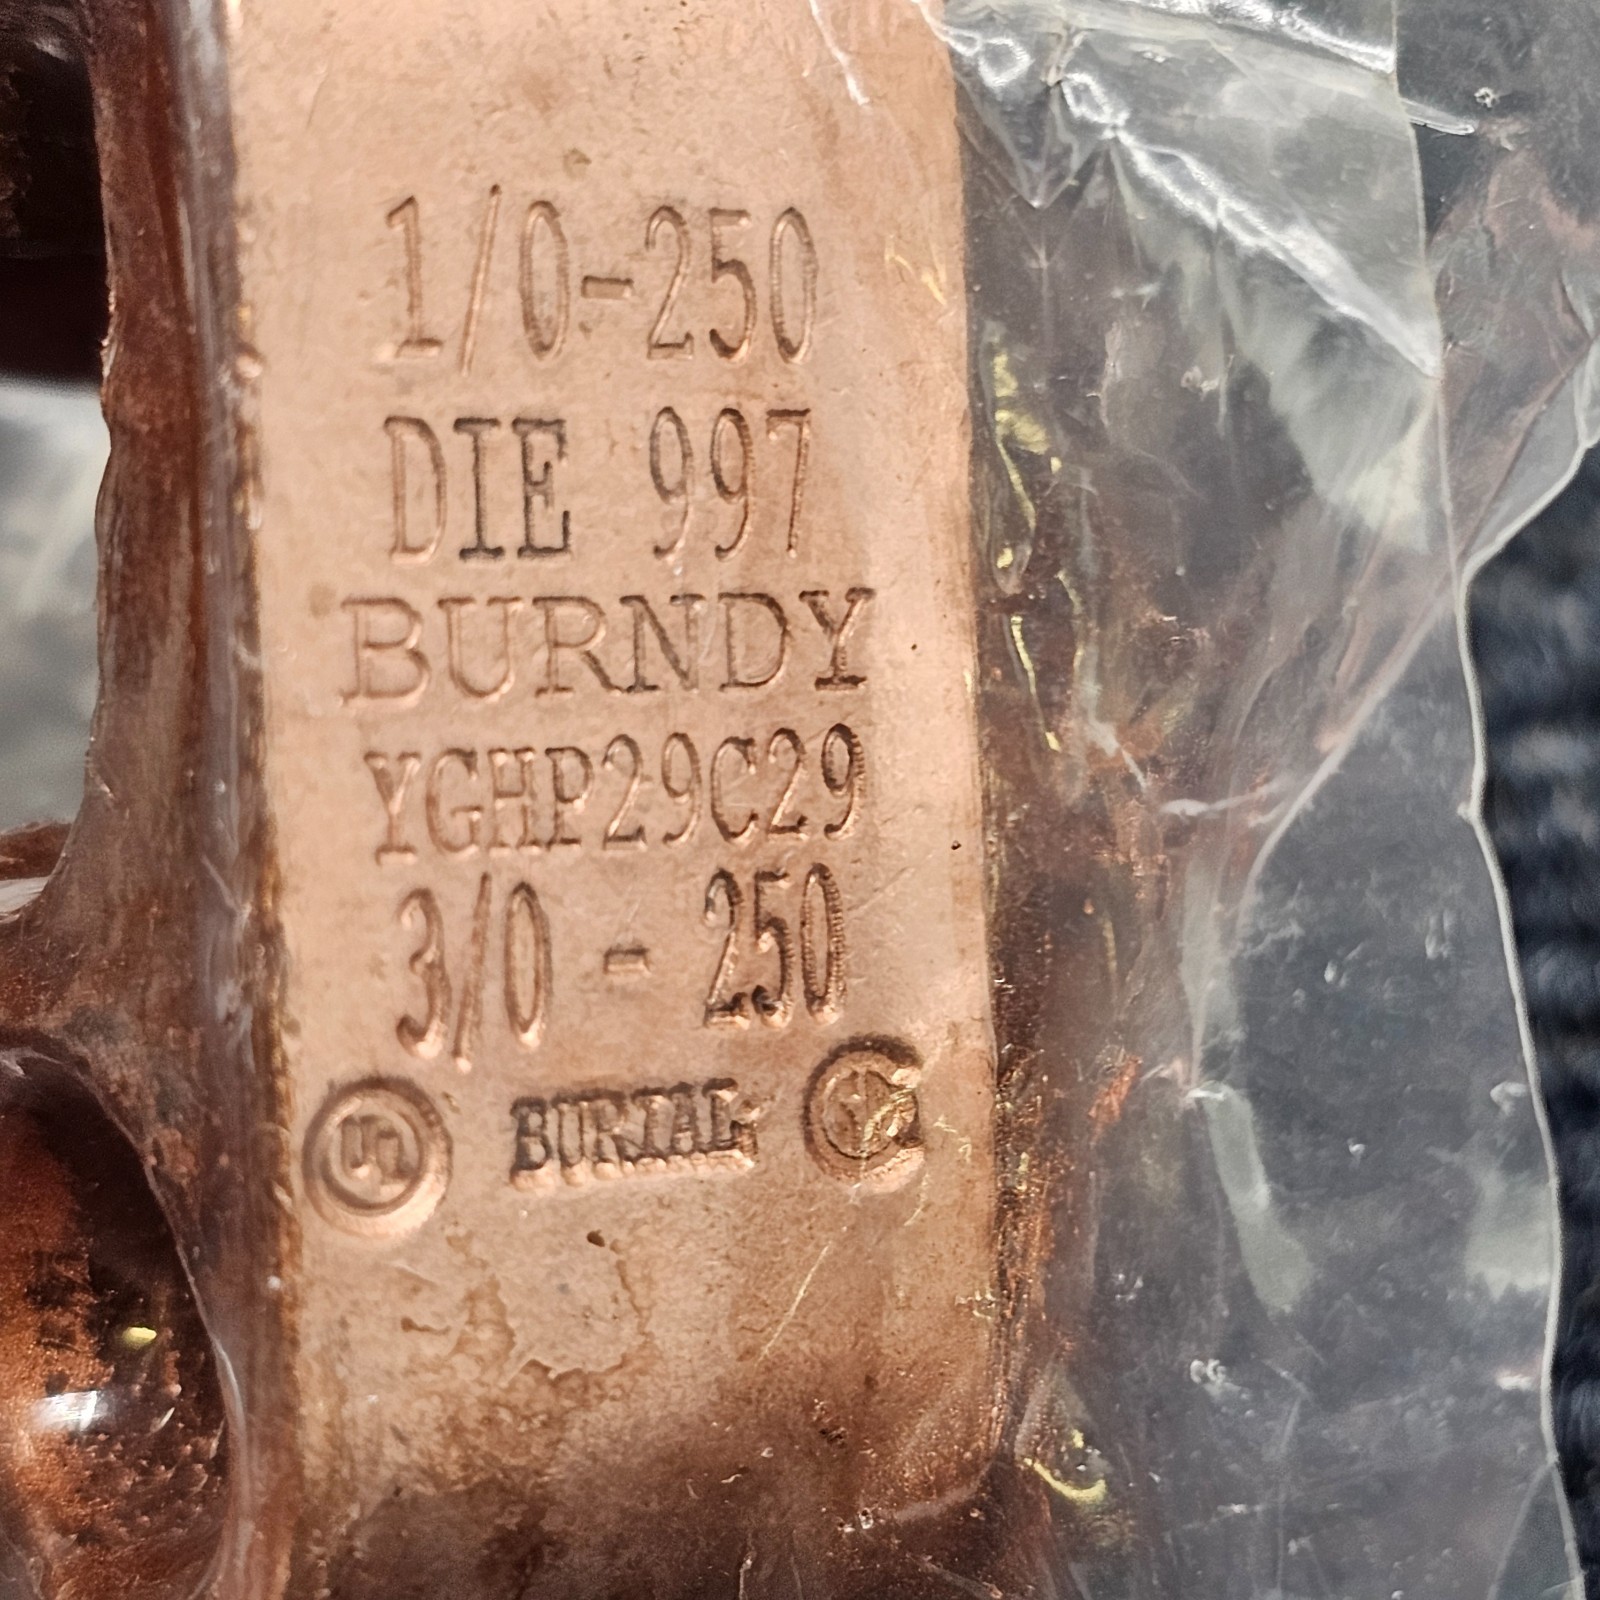 1/0-250
DIE 997
BURNDY
YGHP29C29
3/0 - 250
UL BURIAL